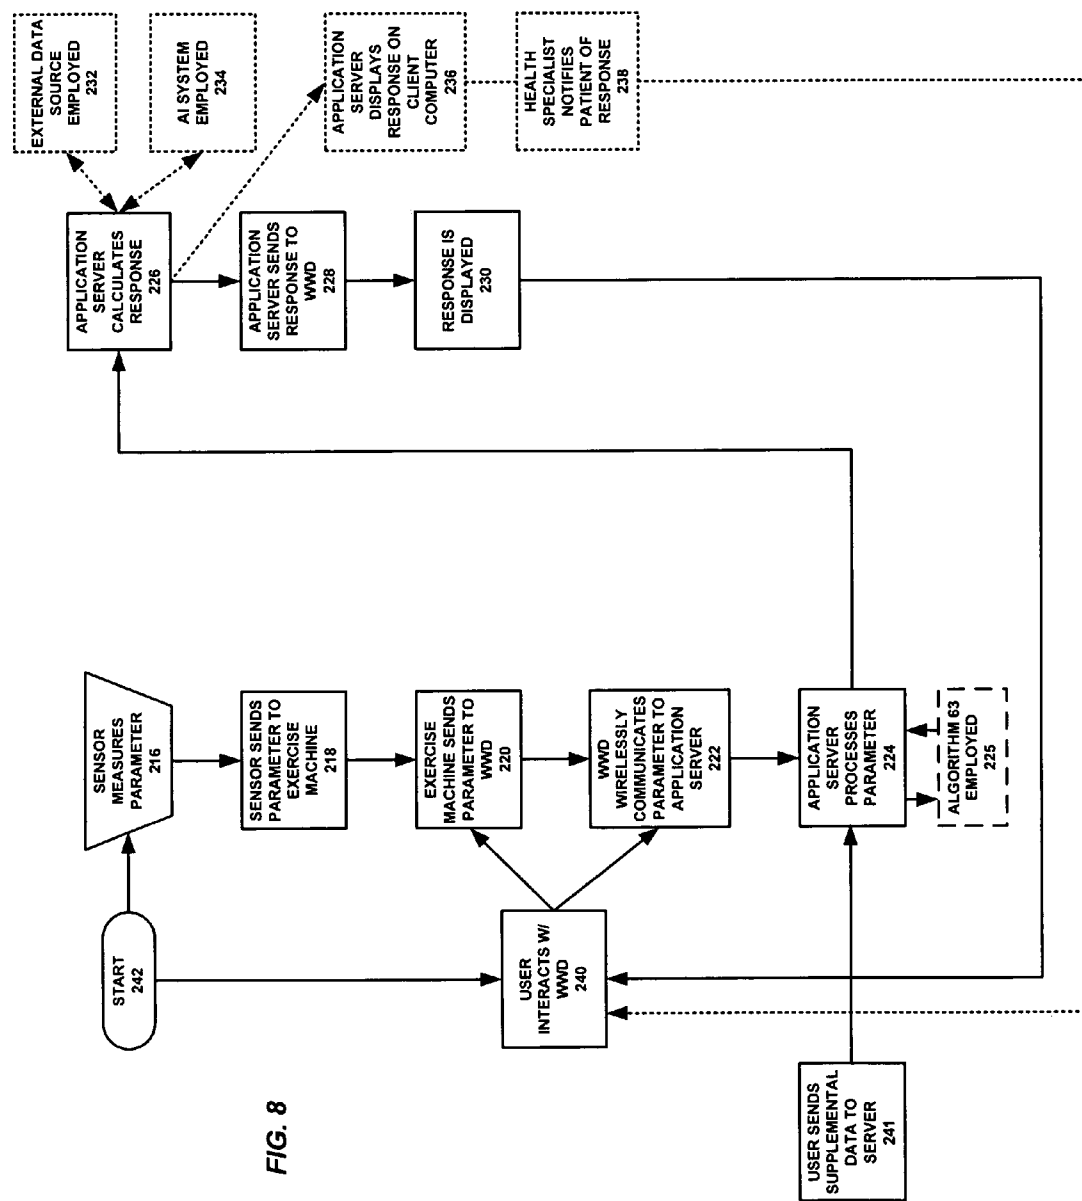 FIG. 8
START
242
SENSOR
MEASURES
PARAMETER
216
SENSOR SENDS
PARAMETER TO
EXERCISE
MACHINE
218
EXERCISE
MACHINE SENDS
PARAMETER TO
WWD
220
WWD
WIRELESSLY
COMMUNICATES
PARAMETER TO
APPLICATION
SERVER
222
APPLICATION
SERVER
PROCESSES
PARAMETER
224
ALGORITHM 63
EMPLOYED
225
USER
INTERACTS W/
WWD
240
USER SENDS
SUPPLEMENTAL
DATA TO
SERVER
241
APPLICATION
SERVER
CALCULATES
RESPONSE
226
APPLICATION
SERVER SENDS
RESPONSE TO
WWD
228
RESPONSE IS
DISPLAYED
230
EXTERNAL DATA
SOURCE
EMPLOYED
232
AI SYSTEM
EMPLOYED
234
APPLICATION
SERVER
DISPLAYS
RESPONSE ON
CLIENT
COMPUTER
236
HEALTH
SPECIALIST
NOTIFIES
PATIENT OF
RESPONSE
238